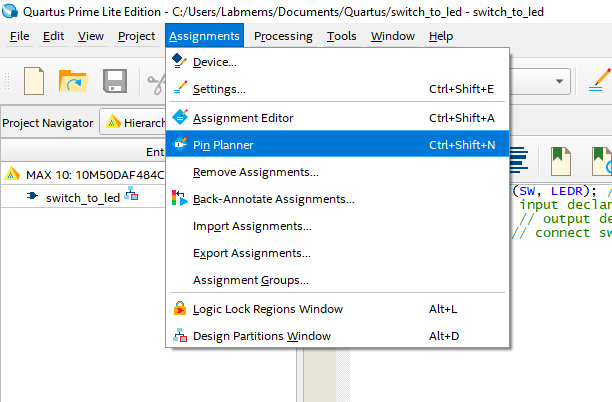 Quartus Prime Lite Edition - C:/Users/Labmems/Documents/Quartus/switch_to_led - switch_to_led
File Edit View Project Assignments Processing Tools Window Help
Device...
Settings... Ctrl+Shift+E
Assignment Editor Ctrl+Shift+A
Pin Planner Ctrl+Shift+N
Remove Assignments...
Back-Annotate Assignments...
Import Assignments...
Export Assignments...
Assignment Groups...
Logic Lock Regions Window Alt+L
Design Partitions Window Alt+D
Project Navigator Hierarch
Ent
MAX 10: 10M50DAF484C
switch_to_led
(SW, LEDR); /
input declar
// output de
// connect sw